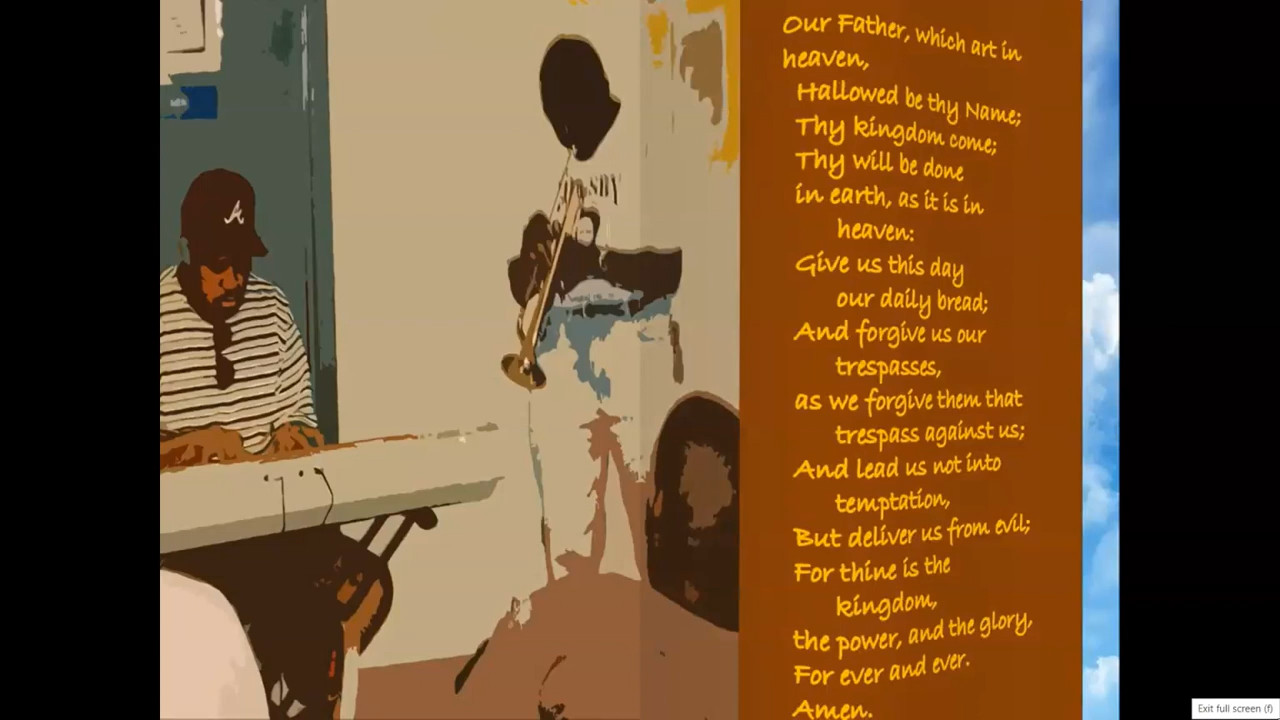 Our Father, which art in
heaven,
Hallowed be thy Name;
Thy kingdom come;
Thy will be done
in earth, as it is in
heaven:
Give us this day
our daily bread;
And forgive us our
trespasses,
as we forgive them that
trespass against us;
And lead us not into
temptation,
But deliver us from evil;
For thine is the
kingdom,
the power, and the glory,
For ever and ever.
Amen.
A
Exit full screen (f)